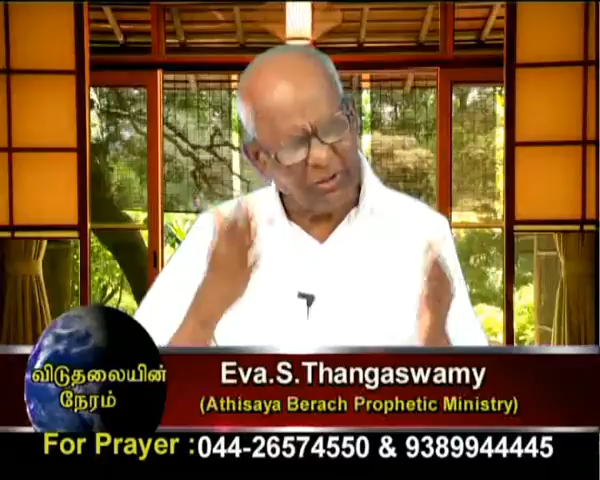 விடுதலையின்
நேரம்
Eva.S.Thangaswamy
(Athisaya Berach Prophetic Ministry)
For Prayer : 044-26574550 & 9389944445